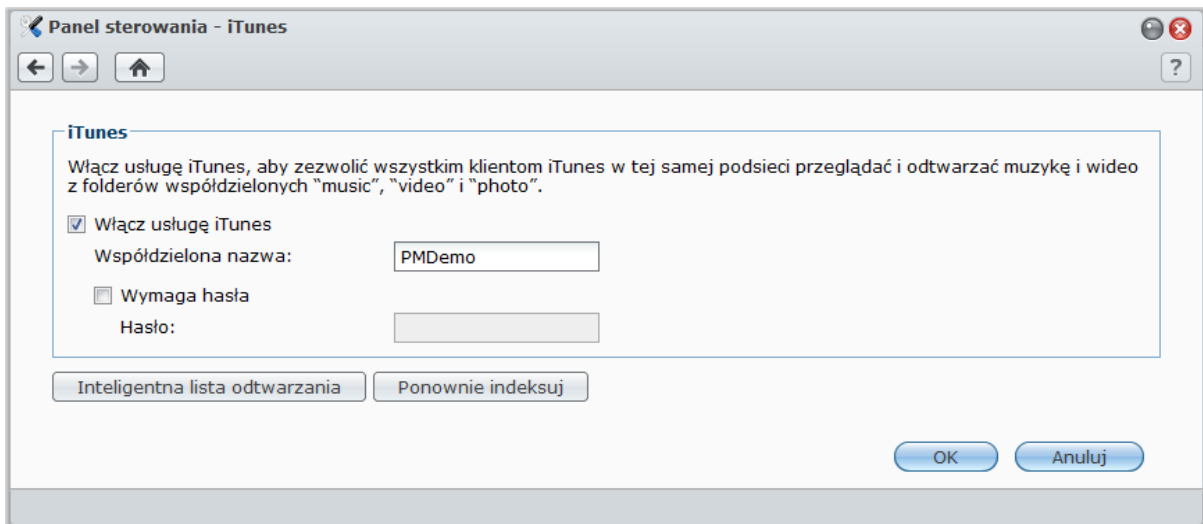 Panel sterowania - iTunes
?
iTunes
Włącz usługę iTunes, aby zezwolić wszystkim klientom iTunes w tej samej podsieci przeglądać i odtwarzać muzykę i wideo
z folderów współdzielonych “music”, “video” i “photo”.
Włącz usługę iTunes
Współdzielona nazwa: PMDemo
Wymaga hasła
Hasło:
Inteligentna lista odtwarzania Ponownie indeksuj
OK Anuluj